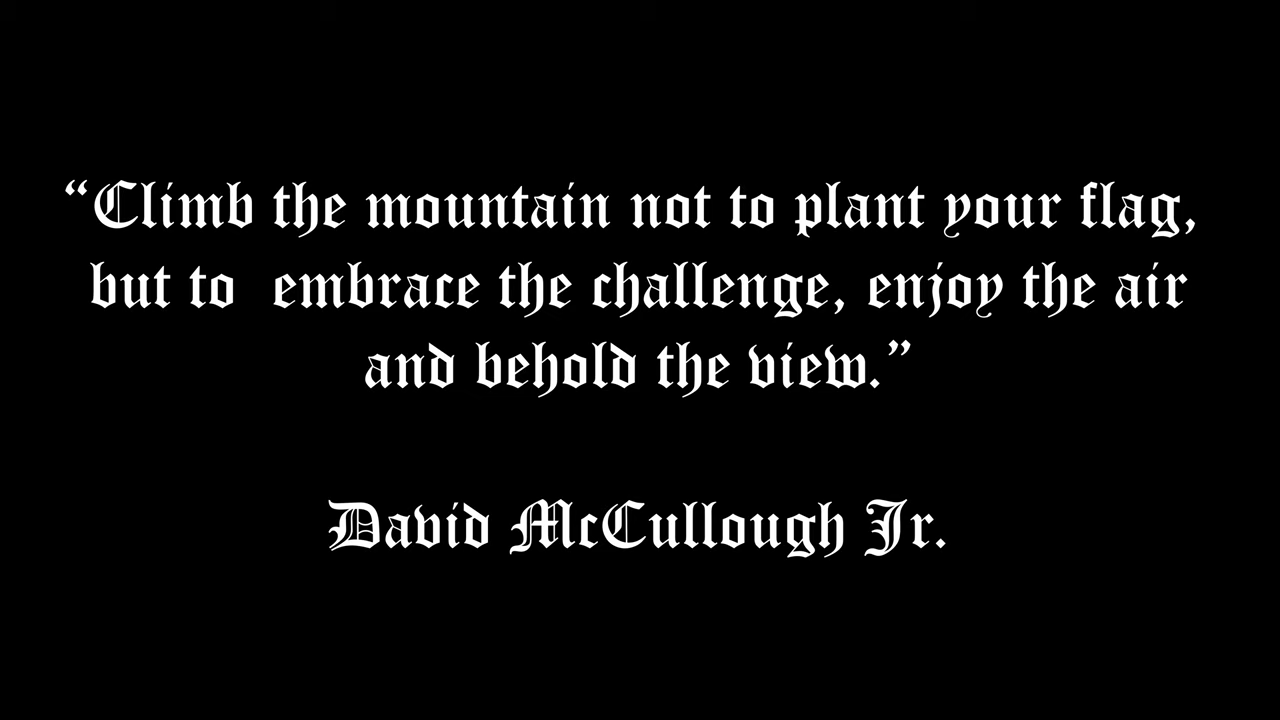 “Climb the mountain not to plant your flag,
but to  embrace the challenge, enjoy the air
and behold the view.”
David McCullough Jr.